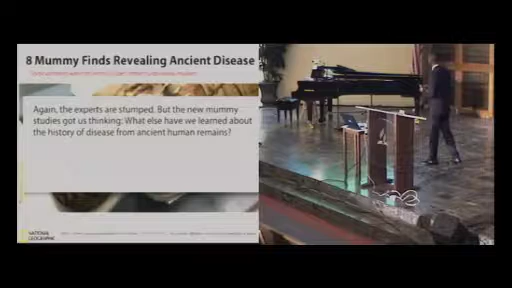 8 Mummy Finds Revealing Ancient Disease
Again, the experts are stumped. But the new mummy
studies got us thinking: What else have we learned about
the history of disease from ancient human remains?
NATIONAL
GEOGRAPHIC